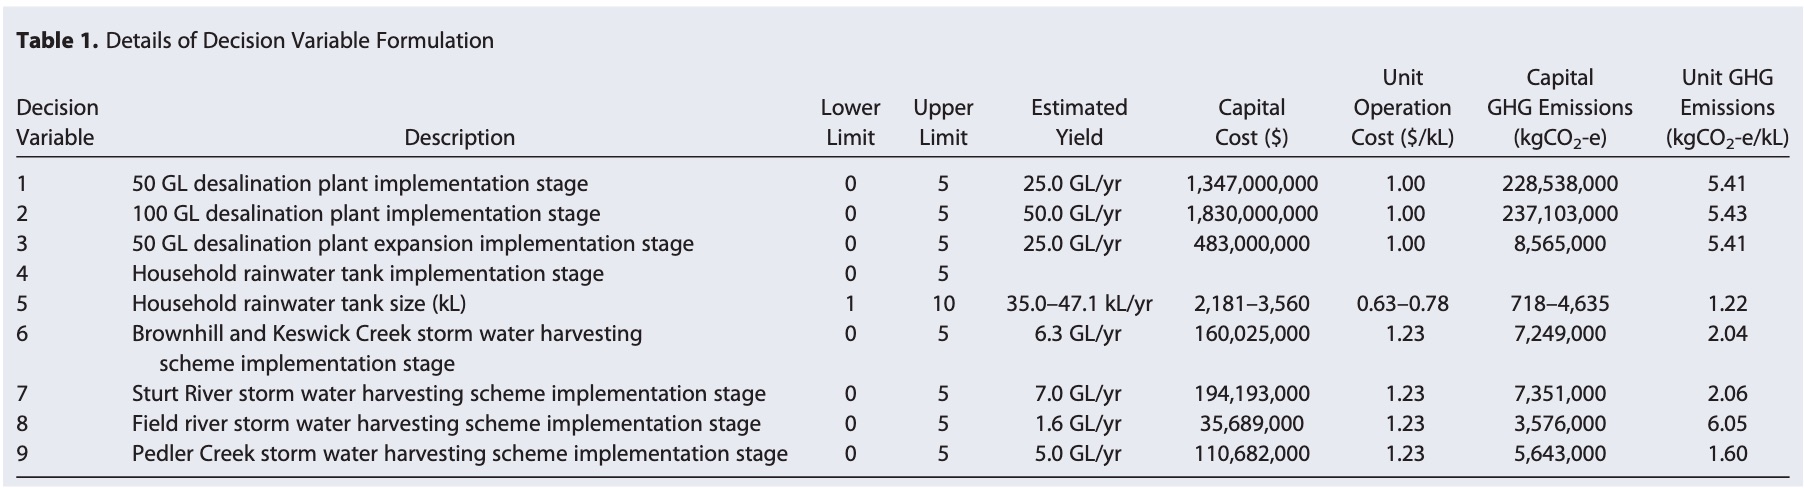 Table 1. Details of Decision Variable Formulation
Decision Variable Description Lower Limit Upper Limit Estimated Yield Capital Cost ($) Unit Operation Cost ($/kL) Capital GHG Emissions (kgCO₂-e) Unit GHG Emissions (kgCO₂-e/kL)
1 50 GL desalination plant implementation stage 0 5 25.0 GL/yr 1,347,000,000 1.00 228,538,000 5.41
2 100 GL desalination plant implementation stage 0 5 50.0 GL/yr 1,830,000,000 1.00 237,103,000 5.43
3 50 GL desalination plant expansion implementation stage 0 5 25.0 GL/yr 483,000,000 1.00 8,565,000 5.41
4 Household rainwater tank implementation stage 0 5
5 Household rainwater tank size (kL) 1 10 35.0–47.1 kL/yr 2,181–3,560 0.63–0.78 718–4,635 1.22
6 Brownhill and Keswick Creek storm water harvesting 0 5 6.3 GL/yr 160,025,000 1.23 7,249,000 2.04
scheme implementation stage
7 Sturt River storm water harvesting scheme implementation stage 0 5 7.0 GL/yr 194,193,000 1.23 7,351,000 2.06
8 Field river storm water harvesting scheme implementation stage 0 5 1.6 GL/yr 35,689,000 1.23 3,576,000 6.05
9 Pedler Creek storm water harvesting scheme implementation stage 0 5 5.0 GL/yr 110,682,000 1.23 5,643,000 1.60